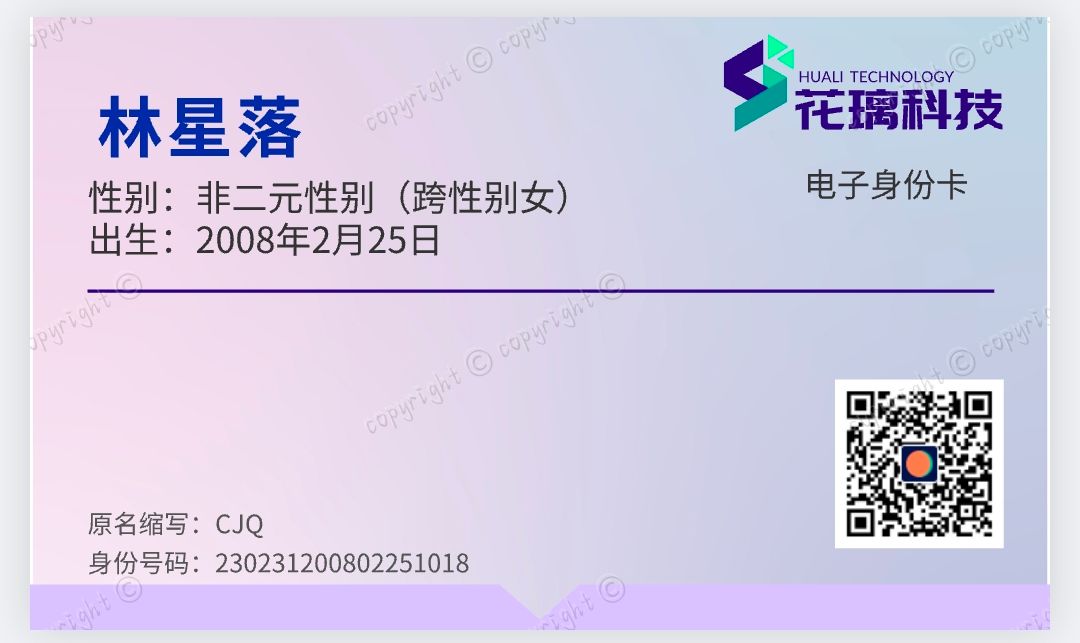 HUALI TECHNOLOGY
花璃科技
林星落
电子身份卡
性别：非二元性别（跨性别女）
出生：2008年2月25日
原名缩写：CJQ
身份号码：230231200802251018
copyright ©
copyright ©
copyright ©
copyright ©
copyright ©
copyright ©
copyright ©
copyright ©